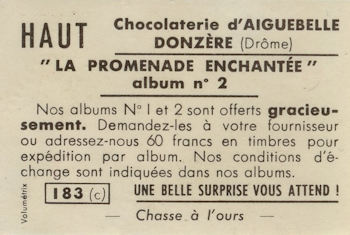 HAUT
Chocolaterie d'AIGUEBELLE
DONZÈRE (Drôme)
"LA PROMENADE ENCHANTÉE"
album n° 2
Nos albums N° 1 et 2 sont offerts gracieu-
sement. Demandez-les à votre fournisseur
ou adressez-nous 60 francs en timbres pour
expédition par album. Nos conditions d'é-
change sont indiquées dans nos albums.
183 (c) UNE BELLE SURPRISE VOUS ATTEND !
— Chasse à l'ours —
Volumétrix